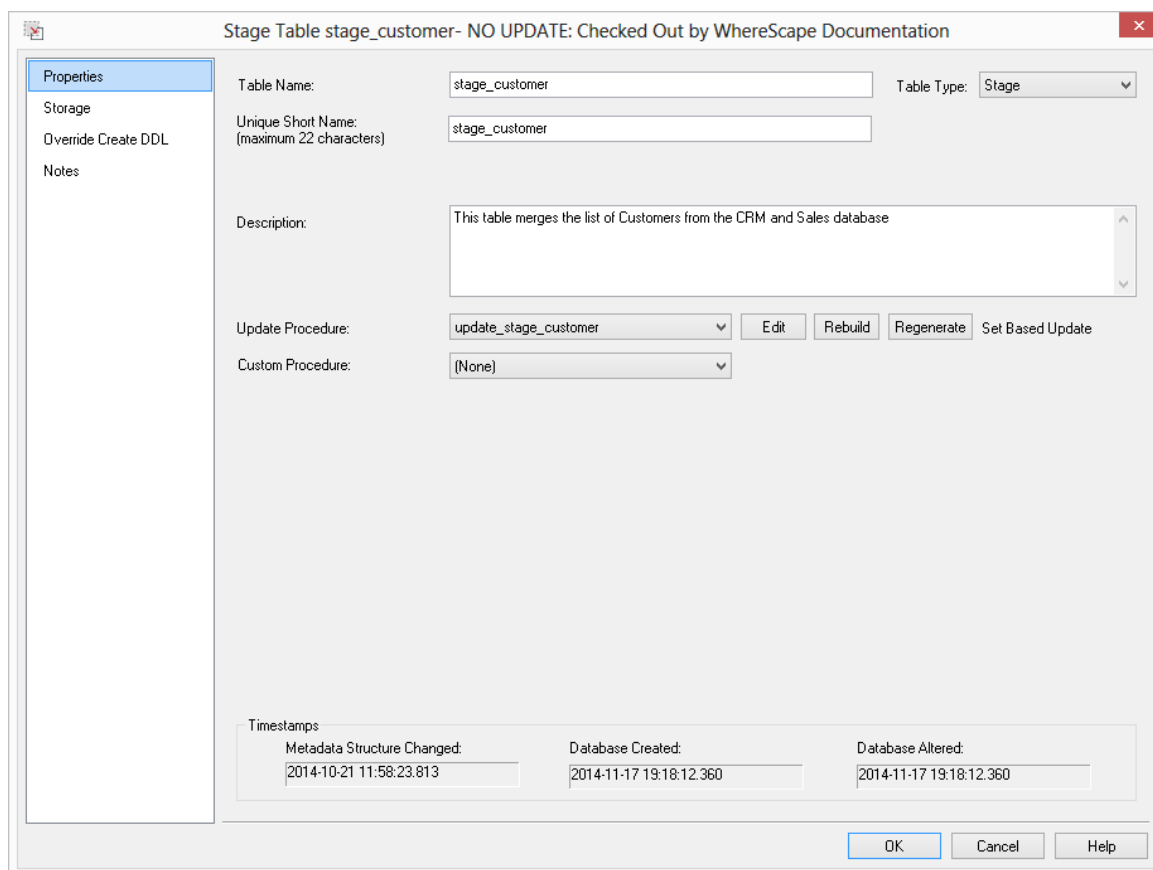 Stage Table stage_customer- NO UPDATE: Checked Out by WhereScape Documentation
Properties
Storage
Override Create DDL
Notes
Table Name: stage_customer Table Type: Stage
Unique Short Name:
(maximum 22 characters) stage_customer
Description: This table merges the list of Customers from the CRM and Sales database
Update Procedure: update_stage_customer Edit Rebuild Regenerate Set Based Update
Custom Procedure: (None)
Timestamps
Metadata Structure Changed: Database Created: Database Altered:
2014-10-21 11:58:23.813 2014-11-17 19:18:12.360 2014-11-17 19:18:12.360
OK Cancel Help